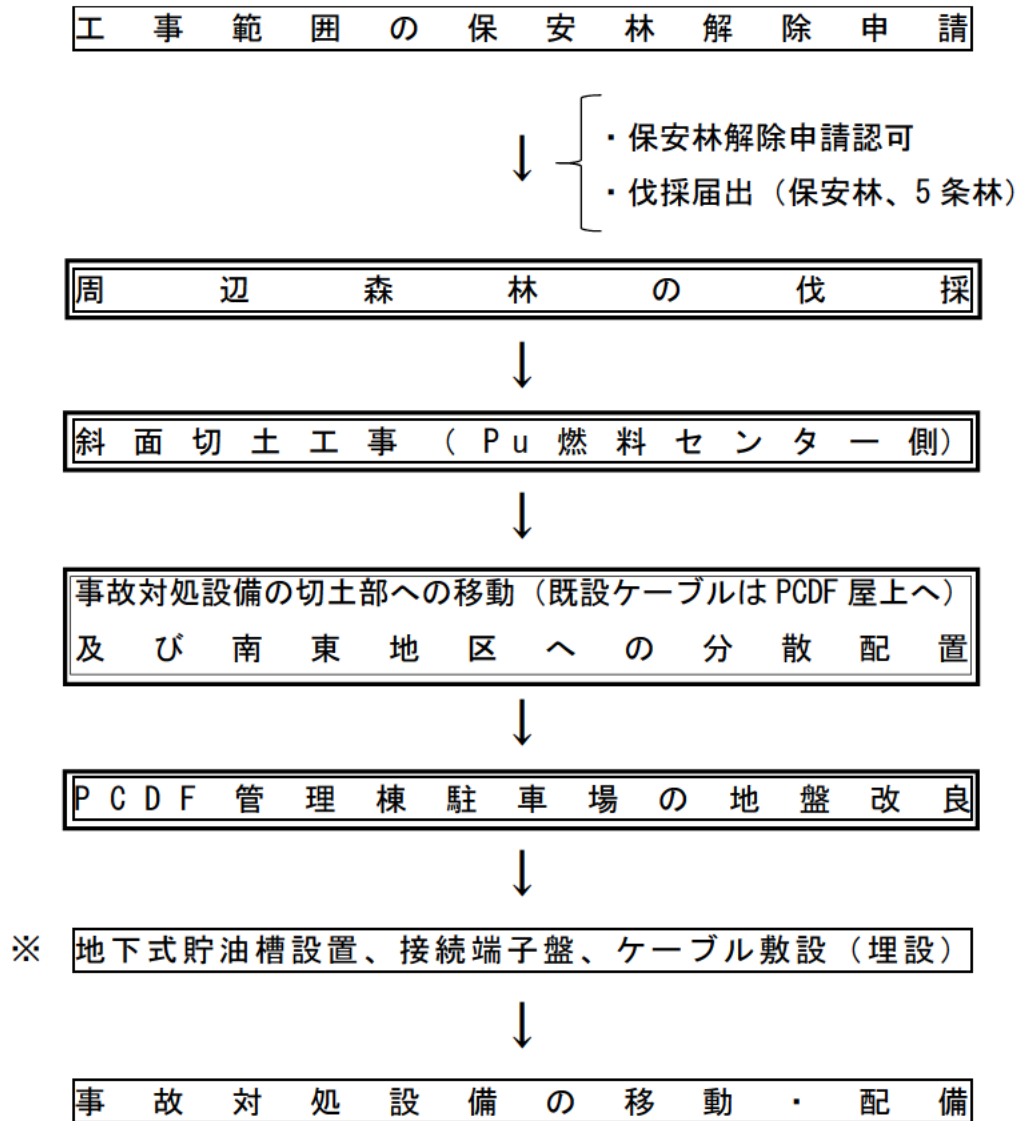 工事範囲の保安林解除申請
↓
・保安林解除申請認可
・伐採届出（保安林、5条林）
周辺森林の伐採
↓
斜面切土工事（Pu燃料センター側）
↓
事故対処設備の切土部への移動（既設ケーブルはPCDF屋上へ）
及び南東地区への分散配置
↓
PCDF管理棟駐車場の地盤改良
↓
※ 地下式貯油槽設置、接続端子盤、ケーブル敷設（埋設）
↓
事故対処設備の移動・配備